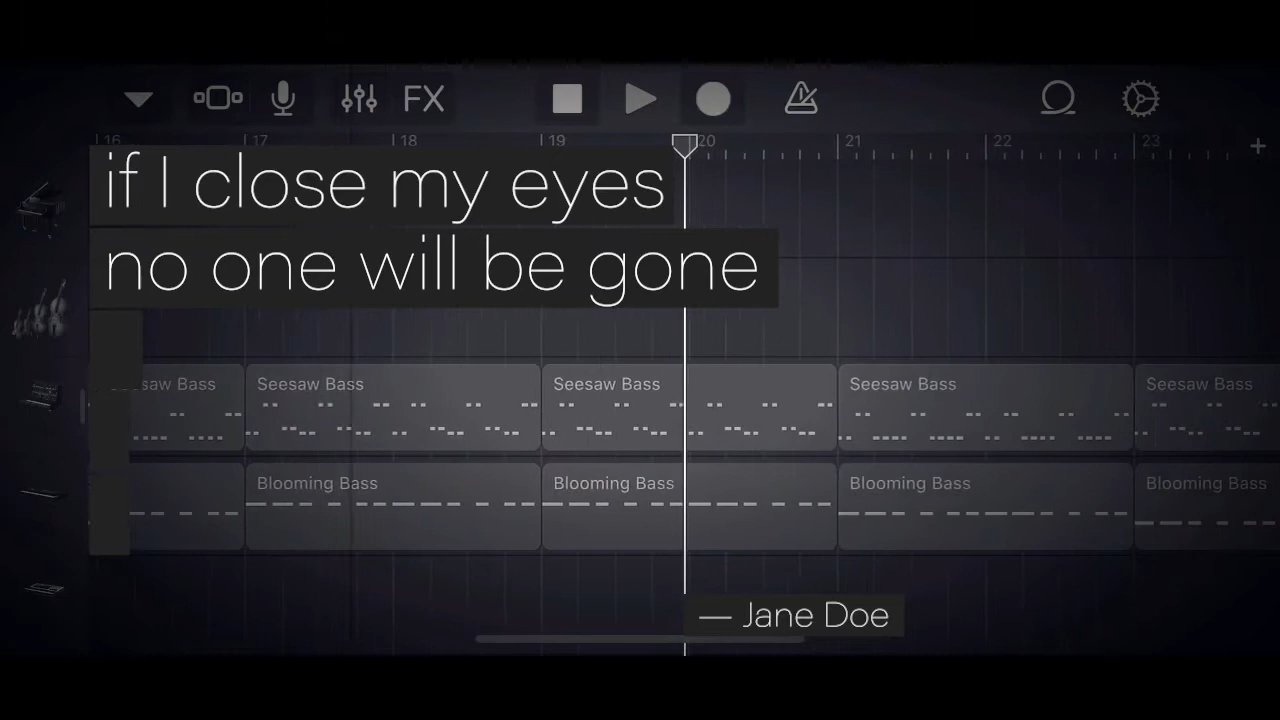 FX
16 17 18 19 20 21 22 23
if I close my eyes
no one will be gone
saw Bass Seesaw Bass Seesaw Bass Seesaw Bass Seesaw Bass
Blooming Bass Blooming Bass Blooming Bass Blooming Bass
— Jane Doe